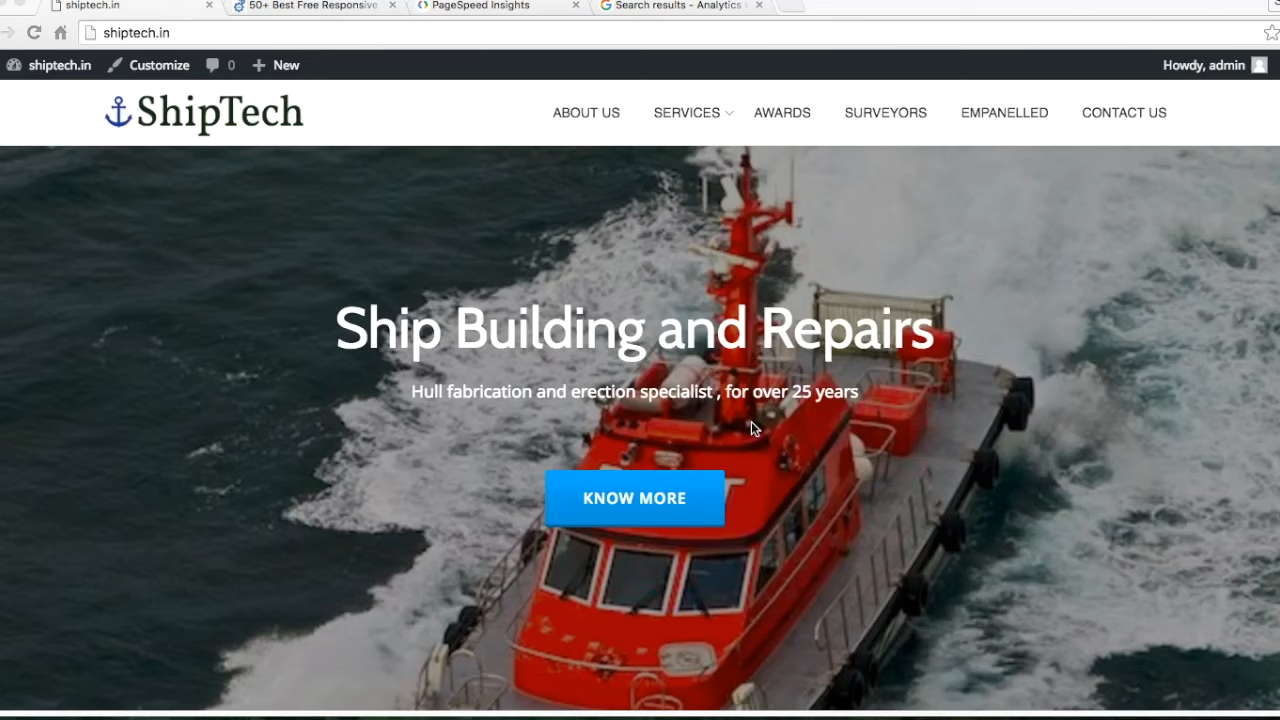 shiptech.in
50+ Best Free Responsive
PageSpeed Insights
Search results - Analytics H
shiptech.in
shiptech.in Customize 0 + New
Howdy, admin
ShipTech
ABOUT US SERVICES AWARDS SURVEYORS EMPANELLED CONTACT US
Ship Building and Repairs
Hull fabrication and erection specialist , for over 25 years
KNOW MORE